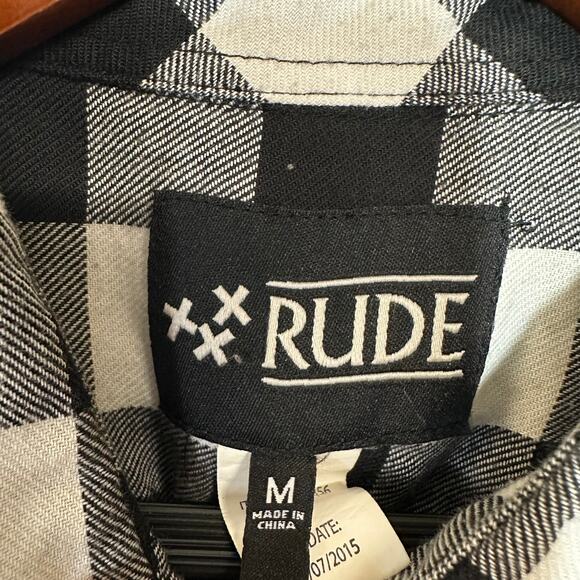 RUDE
M
MADE IN
CHINA
DATE:
/07/2015